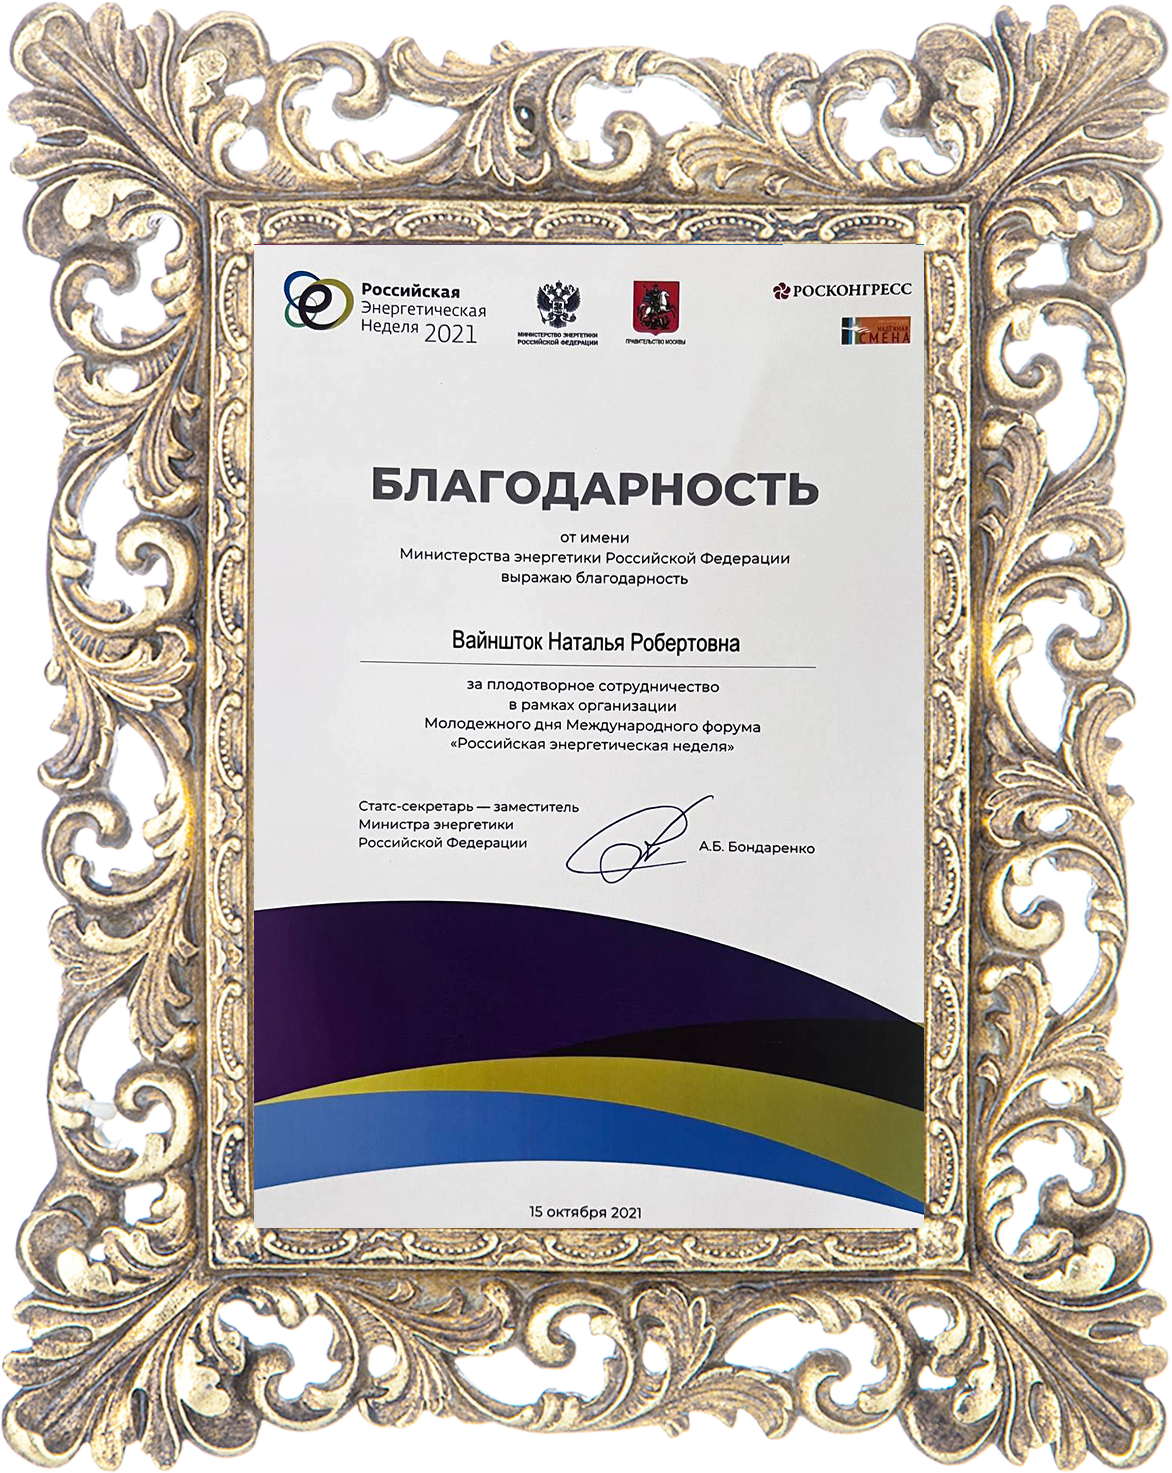 Российская
Энергетическая
Неделя 2021
МИНИСТЕРСТВО ЭНЕРГЕТИКИ
РОССИЙСКОЙ ФЕДЕРАЦИИ
ПРАВИТЕЛЬСТВО МОСКВЫ
РОСКОНГРЕСС
НАДЕЖНАЯ
СМЕНА
БЛАГОДАРНОСТЬ
от имени
Министерства энергетики Российской Федерации
выражаю благодарность
Вайншток Наталья Робертовна
за плодотворное сотрудничество
в рамках организации
Молодежного дня Международного форума
«Российская энергетическая неделя»
Статс-секретарь — заместитель
Министра энергетики
Российской Федерации
А.Б. Бондаренко
15 октября 2021